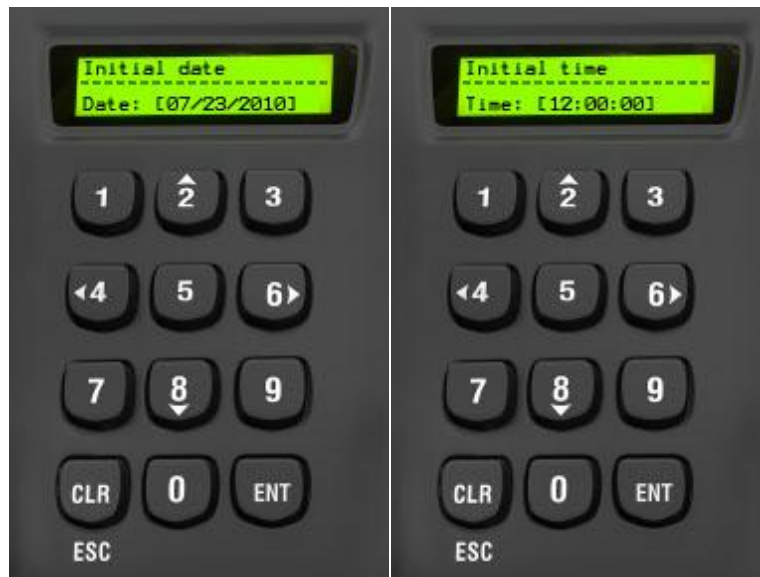 Initial date
Date: [07/23/2010]
1 2 3
4 5 6
7 8 9
CLR 0 ENT
ESC
Initial time
Time: [12:00:00]
1 2 3
4 5 6
7 8 9
CLR 0 ENT
ESC